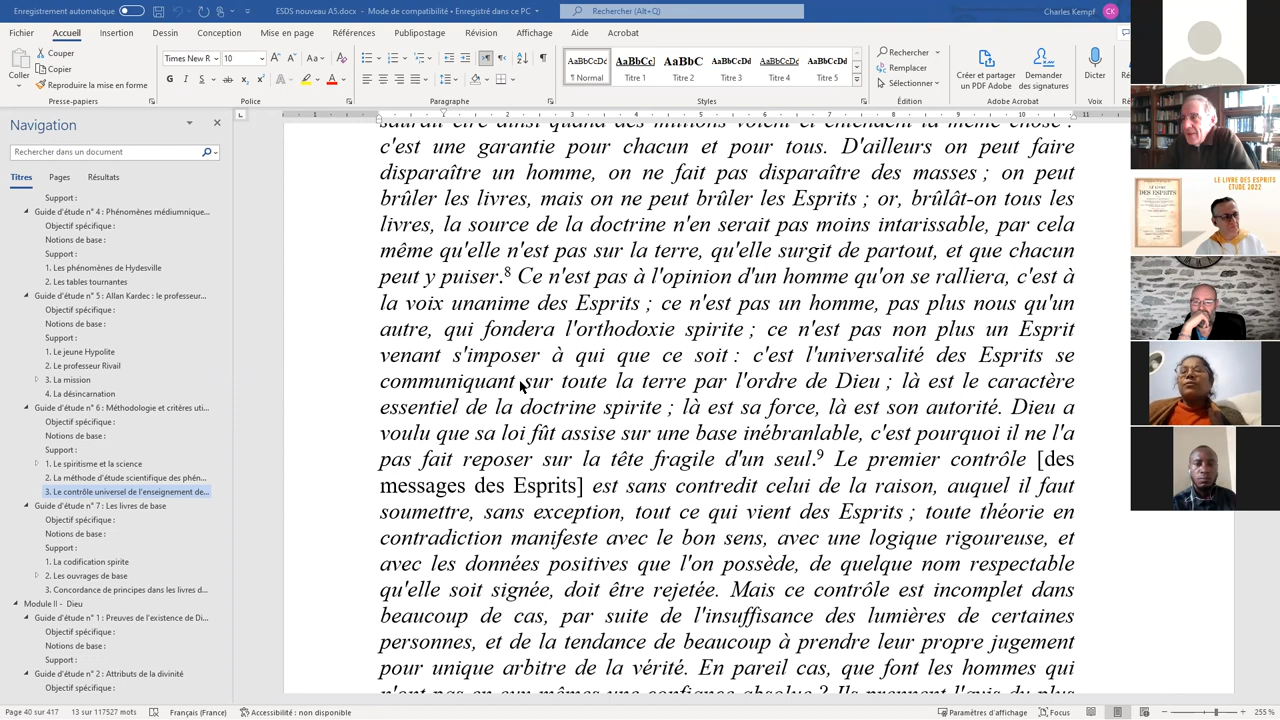 Enregistrement automatique
ESDS nouveau A5.docx - Mode de compatibilité • Enregistré dans ce PC
Rechercher (Alt+Q)
Charles Kempf
CK
Fichier Accueil Insertion Dessin Conception Mise en page Références Publipostage Révision Affichage Aide Acrobat
Coller
Couper
Copier
Reproduire la mise en forme
Presse-papiers
Times New R 10
G I S ab x₂ x²
Police
Paragraphe
AaBbCcDc AaBbCc AaBbC AaBbCcDd AaBbCcDd AaBbCcDc
¶ Normal Titre 1 Titre 2 Titre 3 Titre 4 Titre 5
Styles
Rechercher
Remplacer
Sélectionner
Édition
Créer et partager un PDF Adobe
Demander des signatures
Adobe Acrobat
Dicter
Voix
Navigation
Rechercher dans un document
Titres Pages Résultats
Support :
Guide d'étude n° 4 : Phénomènes médiumnique...
Objectif spécifique :
Notions de base :
Support :
1. Les phénomènes de Hydesville
2. Les tables tournantes
Guide d'étude n° 5 : Allan Kardec : le professeur...
Objectif spécifique :
Notions de base :
Support :
1. Le jeune Hypolite
2. Le professeur Rivail
3. La mission
4. La désincarnation
Guide d'étude n° 6 : Méthodologie et critères uti...
Objectif spécifique :
Notions de base :
Support :
1. Le spiritisme et la science
2. La méthode d'étude scientifique des phén...
3. Le contrôle universel de l'enseignement de...
Guide d'étude n° 7 : Les livres de base
Objectif spécifique :
Notions de base :
Support :
1. La codification spirite
2. Les ouvrages de base
3. Concordance de principes dans les livres d...
Module II - Dieu
Guide d'étude n° 1 : Preuves de l'existence de Di...
Objectif spécifique :
Notions de base :
Support :
Guide d'étude n° 2 : Attributs de la divinité
Objectif spécifique :
c'est une garantie pour chacun et pour tous. D'ailleurs on peut faire
disparaître un homme, on ne fait pas disparaître des masses ; on peut
brûler les livres, mais on ne peut brûler les Esprits ; or, brûlât-on tous les
livres, la source de la doctrine n'en serait pas moins intarissable, par cela
même qu'elle n'est pas sur la terre, qu'elle surgit de partout, et que chacun
peut y puiser.⁸ Ce n'est pas à l'opinion d'un homme qu'on se ralliera, c'est à
la voix unanime des Esprits ; ce n'est pas un homme, pas plus nous qu'un
autre, qui fondera l'orthodoxie spirite ; ce n'est pas non plus un Esprit
venant s'imposer à qui que ce soit : c'est l'universalité des Esprits se
communiquant sur toute la terre par l'ordre de Dieu ; là est le caractère
essentiel de la doctrine spirite ; là est sa force, là est son autorité. Dieu a
voulu que sa loi fût assise sur une base inébranlable, c'est pourquoi il ne l'a
pas fait reposer sur la tête fragile d'un seul.⁹ Le premier contrôle [des
messages des Esprits] est sans contredit celui de la raison, auquel il faut
soumettre, sans exception, tout ce qui vient des Esprits ; toute théorie en
contradiction manifeste avec le bon sens, avec une logique rigoureuse, et
avec les données positives que l'on possède, de quelque nom respectable
qu'elle soit signée, doit être rejetée. Mais ce contrôle est incomplet dans
beaucoup de cas, par suite de l'insuffisance des lumières de certaines
personnes, et de la tendance de beaucoup à prendre leur propre jugement
pour unique arbitre de la vérité. En pareil cas, que font les hommes qui
LE LIVRE DES ESPRITS
ETUDE 2022
LE LIVRE
DES ESPRITS
Page 40 sur 417 13 sur 117527 mots Français (France) Accessibilité : non disponible
Paramètres d'affichage Focus 255 %